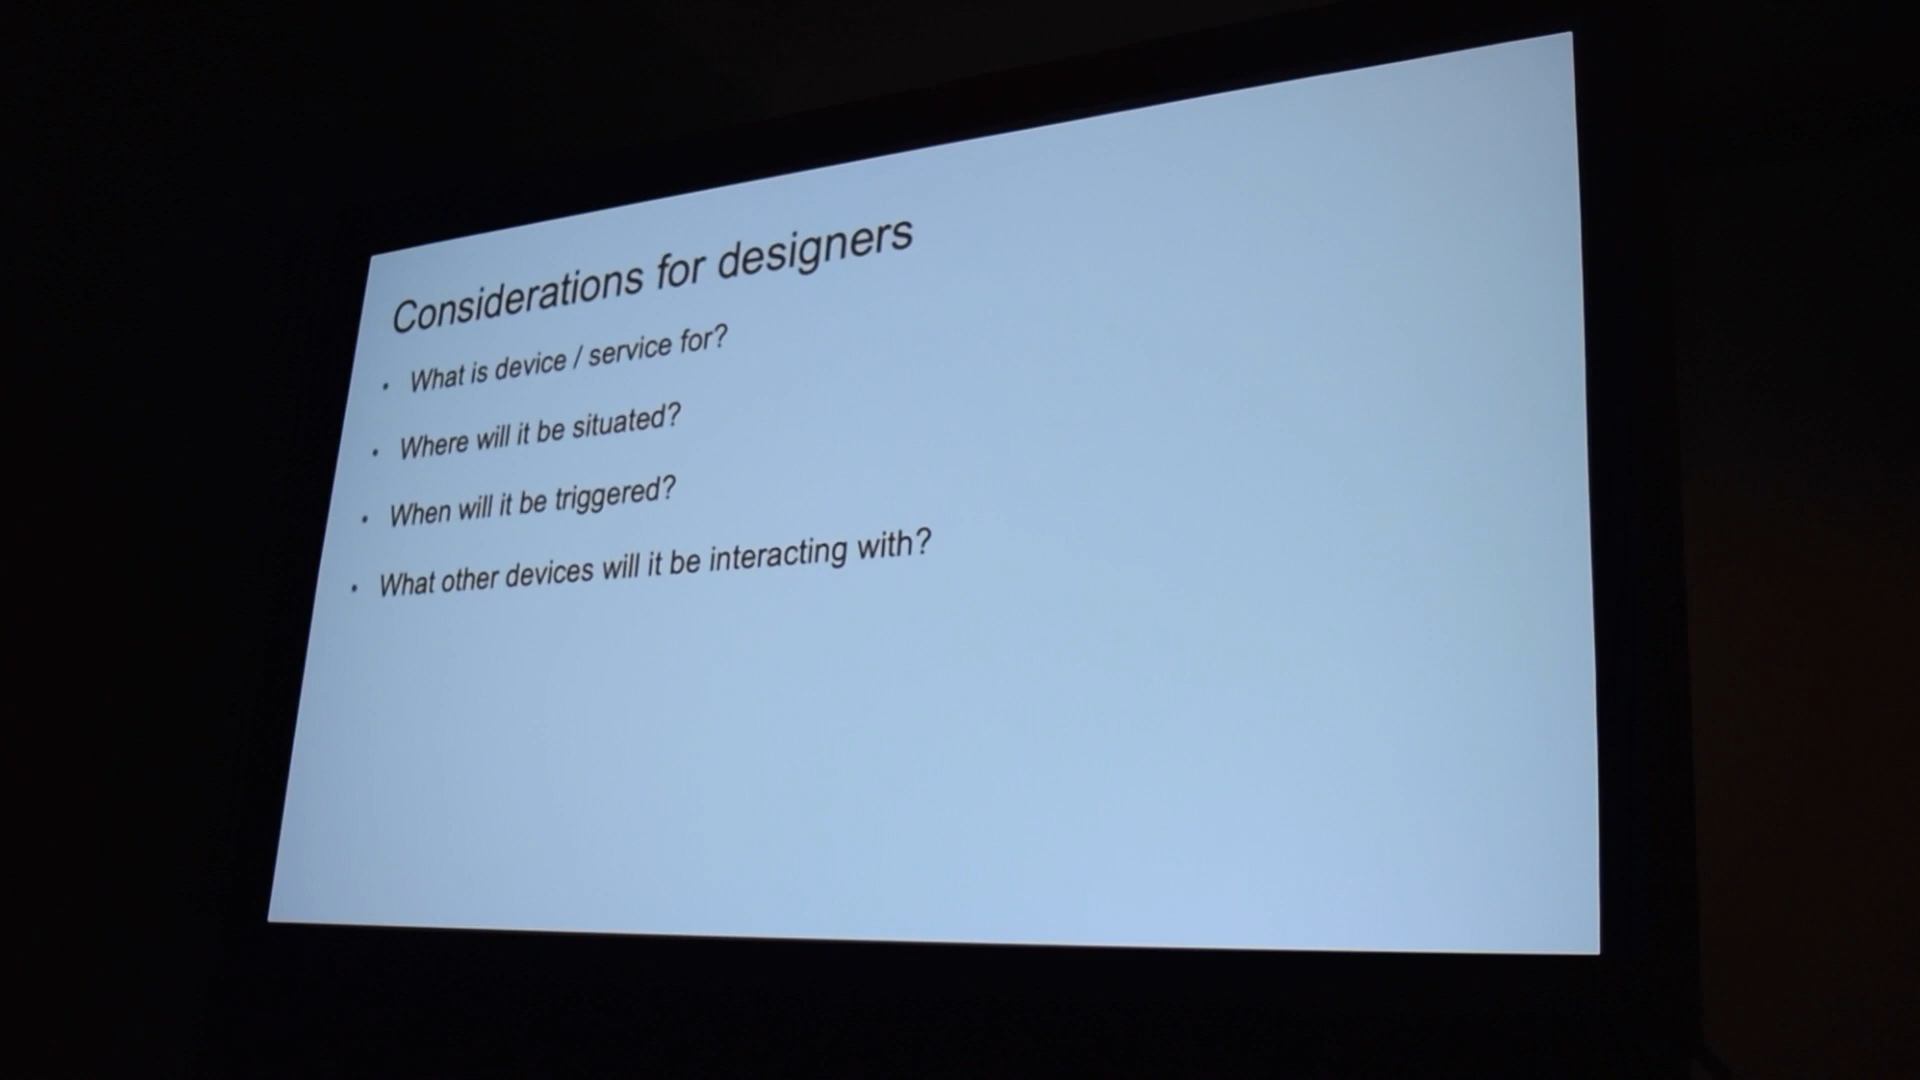 Considerations for designers
• What is device / service for?
• Where will it be situated?
• When will it be triggered?
• What other devices will it be interacting with?